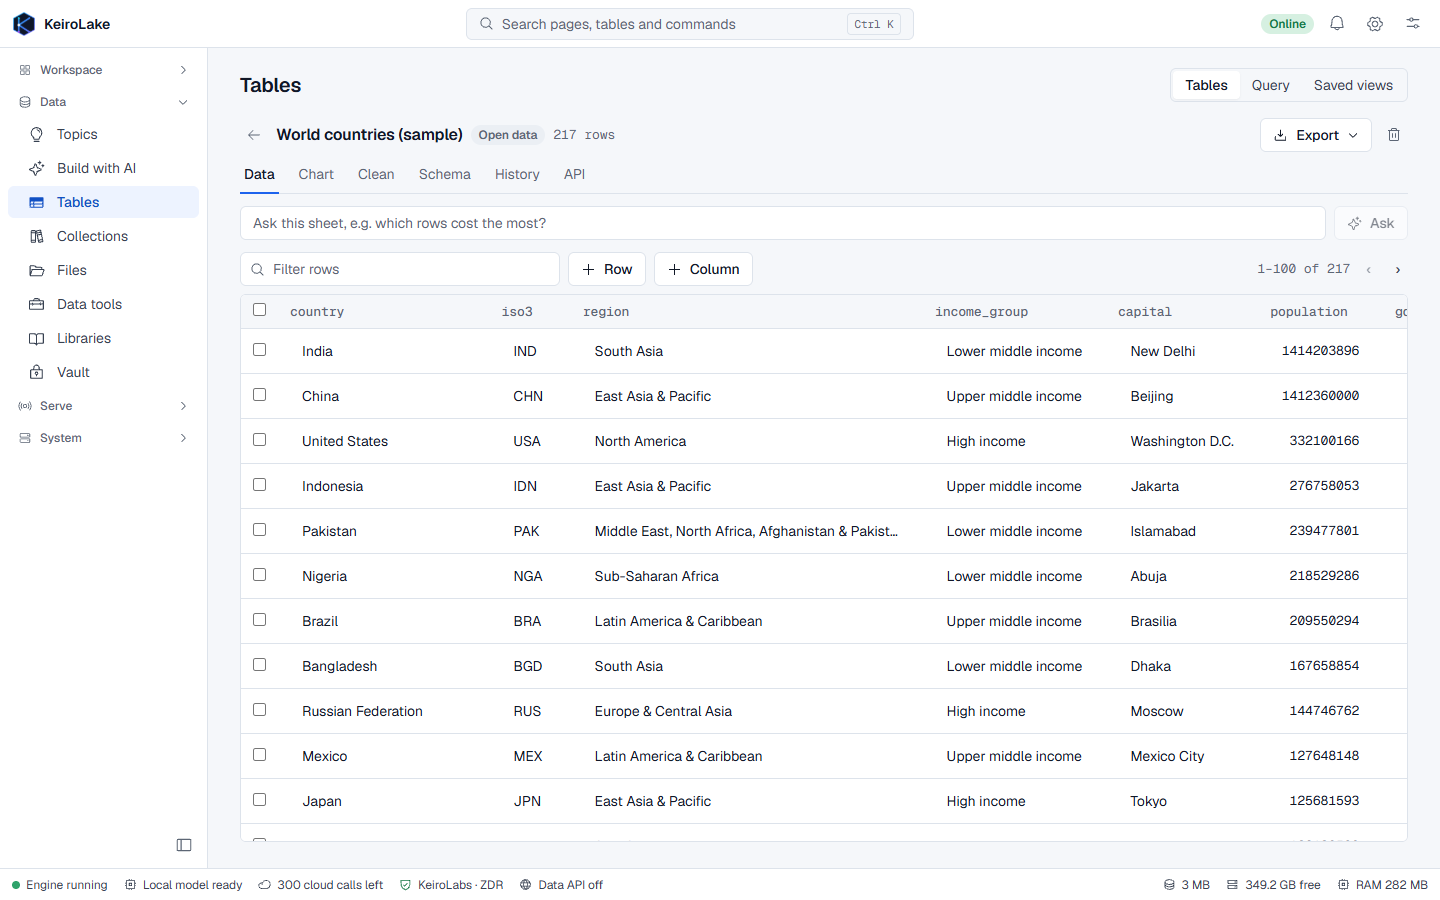 KeiroLake
Search pages, tables and commands
Ctrl K
Online
Workspace
Data
Topics
Build with AI
Tables
Collections
Files
Data tools
Libraries
Vault
Serve
System
Tables
Tables Query Saved views
World countries (sample) Open data 217 rows
Export
Data Chart Clean Schema History API
Ask this sheet, e.g. which rows cost the most?
Ask
Filter rows
Row
Column
1-100 of 217
country iso3 region income_group capital population
India IND South Asia Lower middle income New Delhi 1414203896
China CHN East Asia & Pacific Upper middle income Beijing 1412360000
United States USA North America High income Washington D.C. 332100166
Indonesia IDN East Asia & Pacific Upper middle income Jakarta 276758053
Pakistan PAK Middle East, North Africa, Afghanistan & Pakist... Lower middle income Islamabad 239477801
Nigeria NGA Sub-Saharan Africa Lower middle income Abuja 218529286
Brazil BRA Latin America & Caribbean Upper middle income Brasilia 209550294
Bangladesh BGD South Asia Lower middle income Dhaka 167658854
Russian Federation RUS Europe & Central Asia High income Moscow 144746762
Mexico MEX Latin America & Caribbean Upper middle income Mexico City 127648148
Japan JPN East Asia & Pacific High income Tokyo 125681593
Engine running Local model ready 300 cloud calls left KeiroLabs · ZDR Data API off 3 MB 349.2 GB free RAM 282 MB